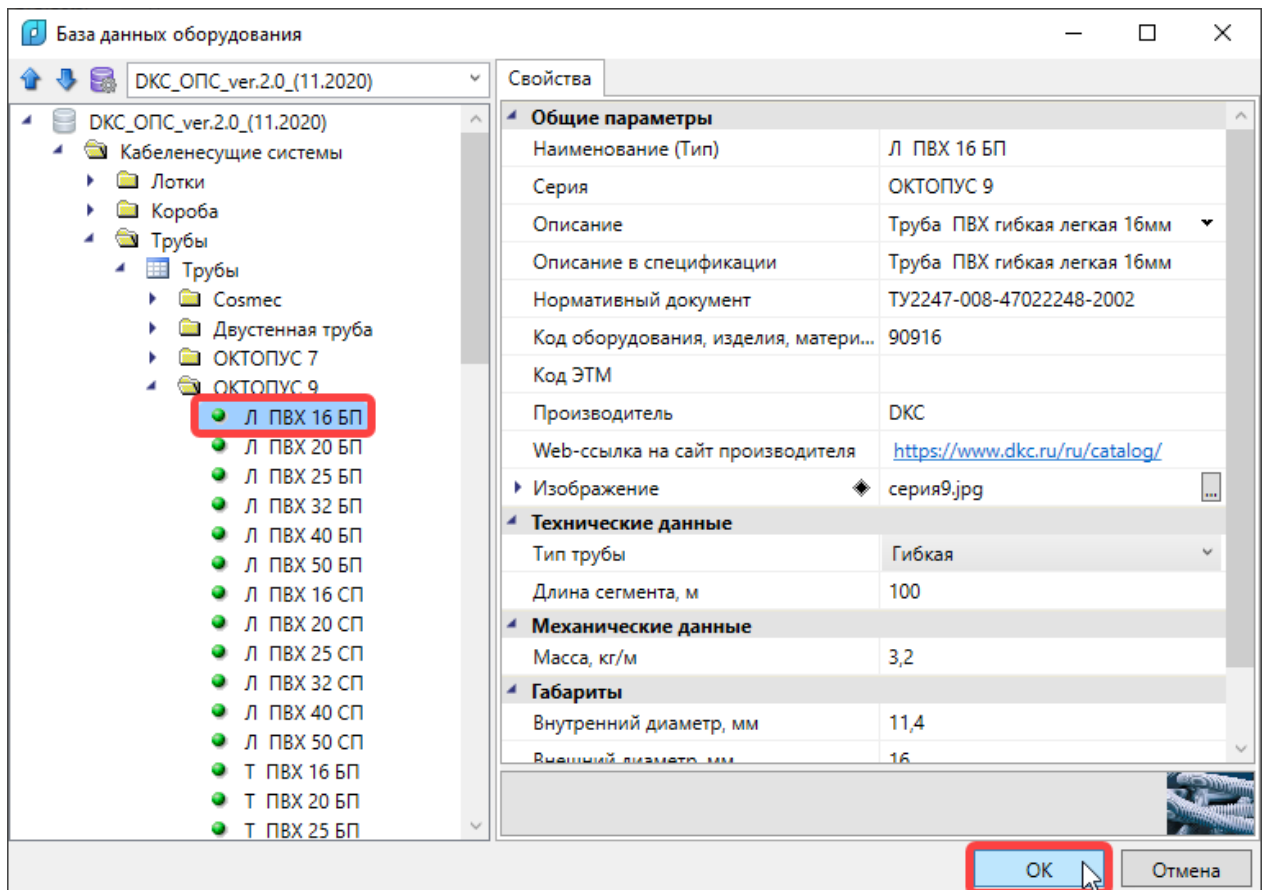 База данных оборудования
DKC_ОПС_ver.2.0_(11.2020)
DKC_ОПС_ver.2.0_(11.2020)
Кабеленесущие системы
Лотки
Короба
Трубы
Трубы
Cosmec
Двустенная труба
ОКТОПУС 7
ОКТОПУС 9
Л ПВХ 16 БП
Л ПВХ 20 БП
Л ПВХ 25 БП
Л ПВХ 32 БП
Л ПВХ 40 БП
Л ПВХ 50 БП
Л ПВХ 16 СП
Л ПВХ 20 СП
Л ПВХ 25 СП
Л ПВХ 32 СП
Л ПВХ 40 СП
Л ПВХ 50 СП
Т ПВХ 16 БП
Т ПВХ 20 БП
Т ПВХ 25 БП
Свойства
Общие параметры
Наименование (Тип) Л ПВХ 16 БП
Серия ОКТОПУС 9
Описание Труба ПВХ гибкая легкая 16мм
Описание в спецификации Труба ПВХ гибкая легкая 16мм
Нормативный документ ТУ2247-008-47022248-2002
Код оборудования, изделия, матери... 90916
Код ЭТМ
Производитель DKC
Web-ссылка на сайт производителя https://www.dkc.ru/ru/catalog/
Изображение серия9.jpg ...
Технические данные
Тип трубы Гибкая
Длина сегмента, м 100
Механические данные
Масса, кг/м 3,2
Габариты
Внутренний диаметр, мм 11,4
Внешний диаметр, мм 16
ОК Отмена